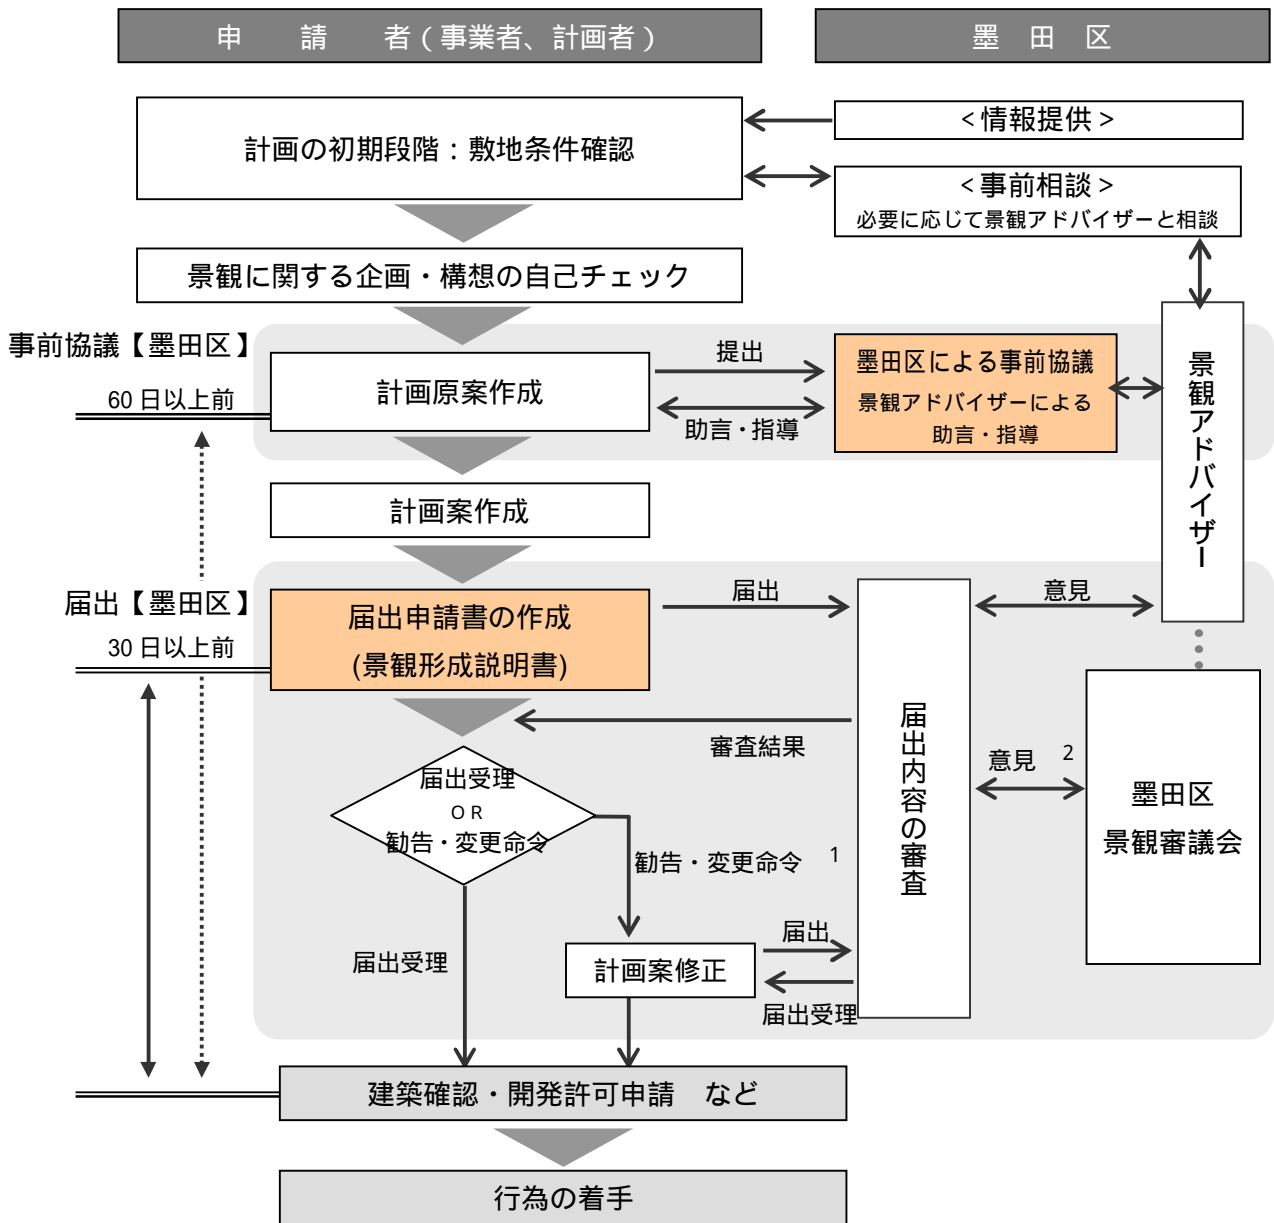 申 請 者（事業者、計画者）
墨 田 区
計画の初期段階：敷地条件確認
＜情報提供＞
＜事前相談＞
必要に応じて景観アドバイザーと相談
景観に関する企画・構想の自己チェック
事前協議【墨田区】
60 日以上前
計画原案作成
提出
助言・指導
墨田区による事前協議
景観アドバイザーによる
助言・指導
景観アドバイザー
計画案作成
届出【墨田区】
30 日以上前
届出申請書の作成
(景観形成説明書)
届出
意見
届出内容の審査
審査結果
届出受理
OR
勧告・変更命令
勧告・変更命令 1
意見 2
墨田区
景観審議会
届出受理
計画案修正
届出
届出受理
建築確認・開発許可申請 など
行為の着手